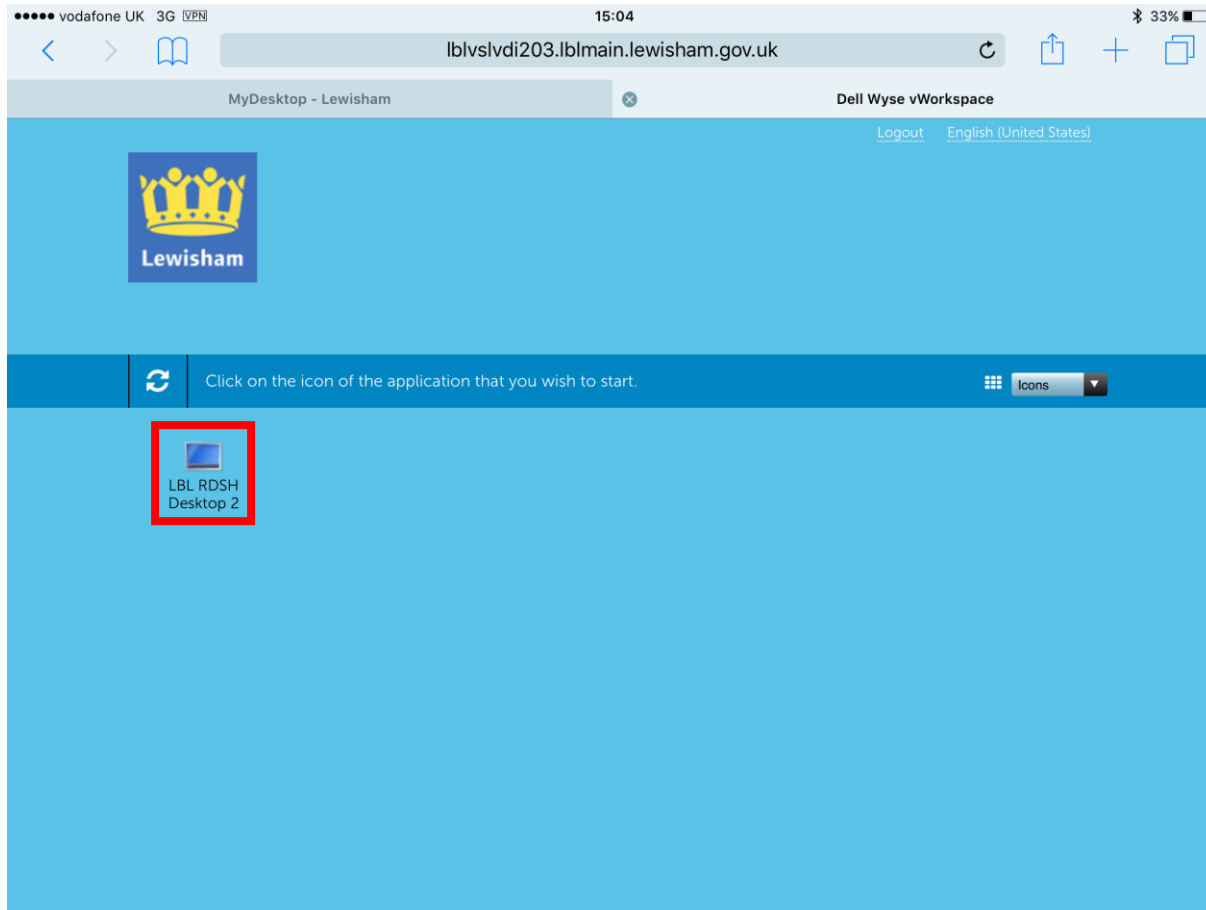 vodafone UK 3G VPN 15:04 33%
lblvslvdi203.lblmain.lewisham.gov.uk
MyDesktop - Lewisham Dell Wyse vWorkspace
Logout English (United States)
Lewisham
Click on the icon of the application that you wish to start. Icons
LBL RDSH
Desktop 2